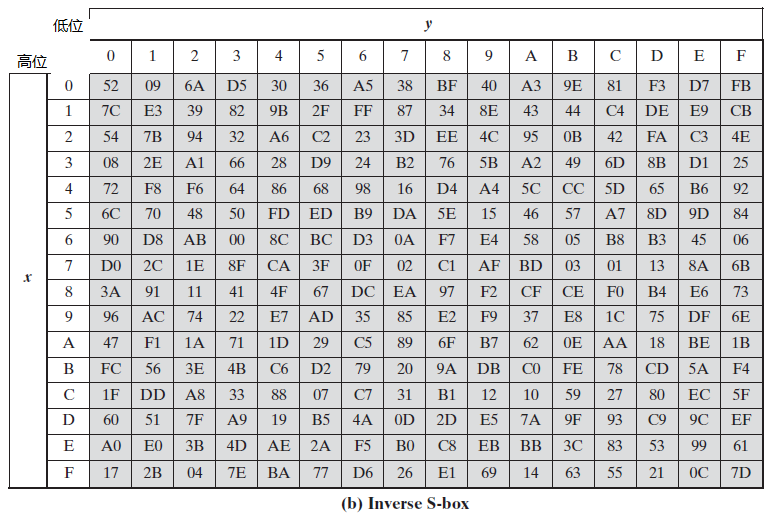 低位
y
高位
0 1 2 3 4 5 6 7 8 9 A B C D E F
0 52 09 6A D5 30 36 A5 38 BF 40 A3 9E 81 F3 D7 FB
1 7C E3 39 82 9B 2F FF 87 34 8E 43 44 C4 DE E9 CB
2 54 7B 94 32 A6 C2 23 3D EE 4C 95 0B 42 FA C3 4E
3 08 2E A1 66 28 D9 24 B2 76 5B A2 49 6D 8B D1 25
4 72 F8 F6 64 86 68 98 16 D4 A4 5C CC 5D 65 B6 92
5 6C 70 48 50 FD ED B9 DA 5E 15 46 57 A7 8D 9D 84
6 90 D8 AB 00 8C BC D3 0A F7 E4 58 05 B8 B3 45 06
7 D0 2C 1E 8F CA 3F 0F 02 C1 AF BD 03 01 13 8A 6B
x
8 3A 91 11 41 4F 67 DC EA 97 F2 CF CE F0 B4 E6 73
9 96 AC 74 22 E7 AD 35 85 E2 F9 37 E8 1C 75 DF 6E
A 47 F1 1A 71 1D 29 C5 89 6F B7 62 0E AA 18 BE 1B
B FC 56 3E 4B C6 D2 79 20 9A DB C0 FE 78 CD 5A F4
C 1F DD A8 33 88 07 C7 31 B1 12 10 59 27 80 EC 5F
D 60 51 7F A9 19 B5 4A 0D 2D E5 7A 9F 93 C9 9C EF
E A0 E0 3B 4D AE 2A F5 B0 C8 EB BB 3C 83 53 99 61
F 17 2B 04 7E BA 77 D6 26 E1 69 14 63 55 21 0C 7D
(b) Inverse S-box